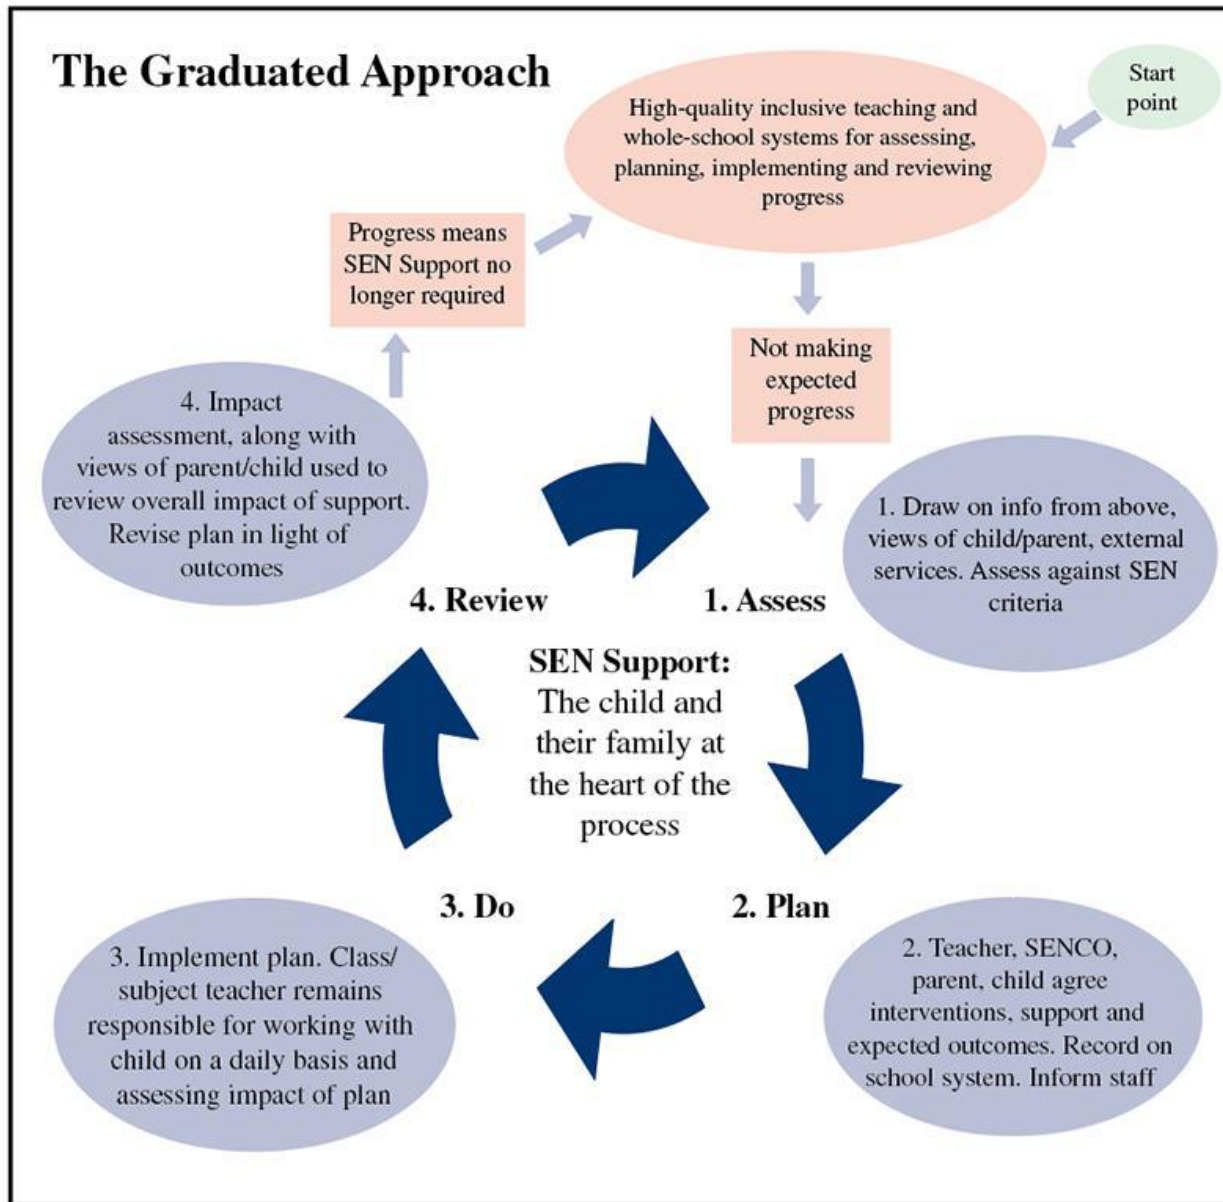 The Graduated Approach
Start
point
High-quality inclusive teaching and
whole-school systems for assessing,
planning, implementing and reviewing
progress
Progress means
SEN Support no
longer required
Not making
expected
progress
4. Impact
assessment, along with
views of parent/child used to
review overall impact of support.
Revise plan in light of
outcomes
1. Draw on info from above,
views of child/parent, external
services. Assess against SEN
criteria
4. Review
1. Assess
SEN Support:
The child and
their family at
the heart of the
process
3. Do
2. Plan
3. Implement plan. Class/
subject teacher remains
responsible for working with
child on a daily basis and
assessing impact of plan
2. Teacher, SENCO,
parent, child agree
interventions, support and
expected outcomes. Record on
school system. Inform staff